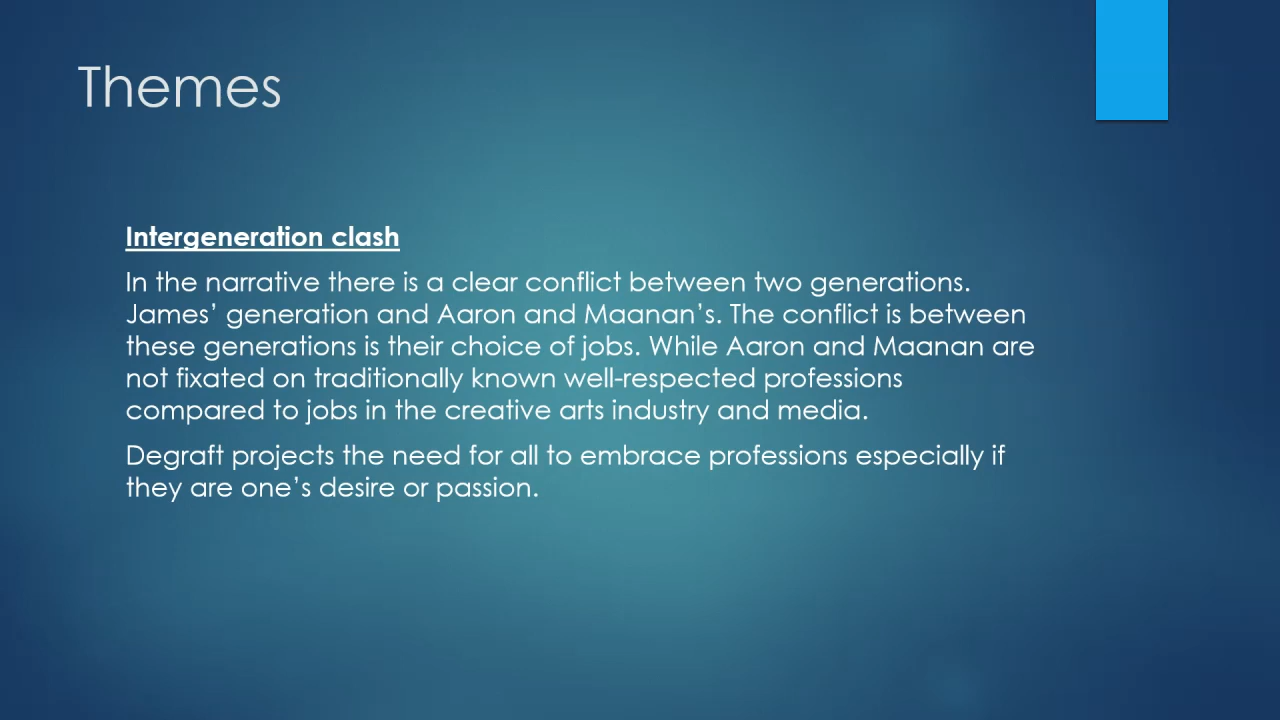 Themes
Intergeneration clash
In the narrative there is a clear conflict between two generations.
James’ generation and Aaron and Maanan’s. The conflict is between
these generations is their choice of jobs. While Aaron and Maanan are
not fixated on traditionally known well-respected professions
compared to jobs in the creative arts industry and media.
Degraft projects the need for all to embrace professions especially if
they are one’s desire or passion.